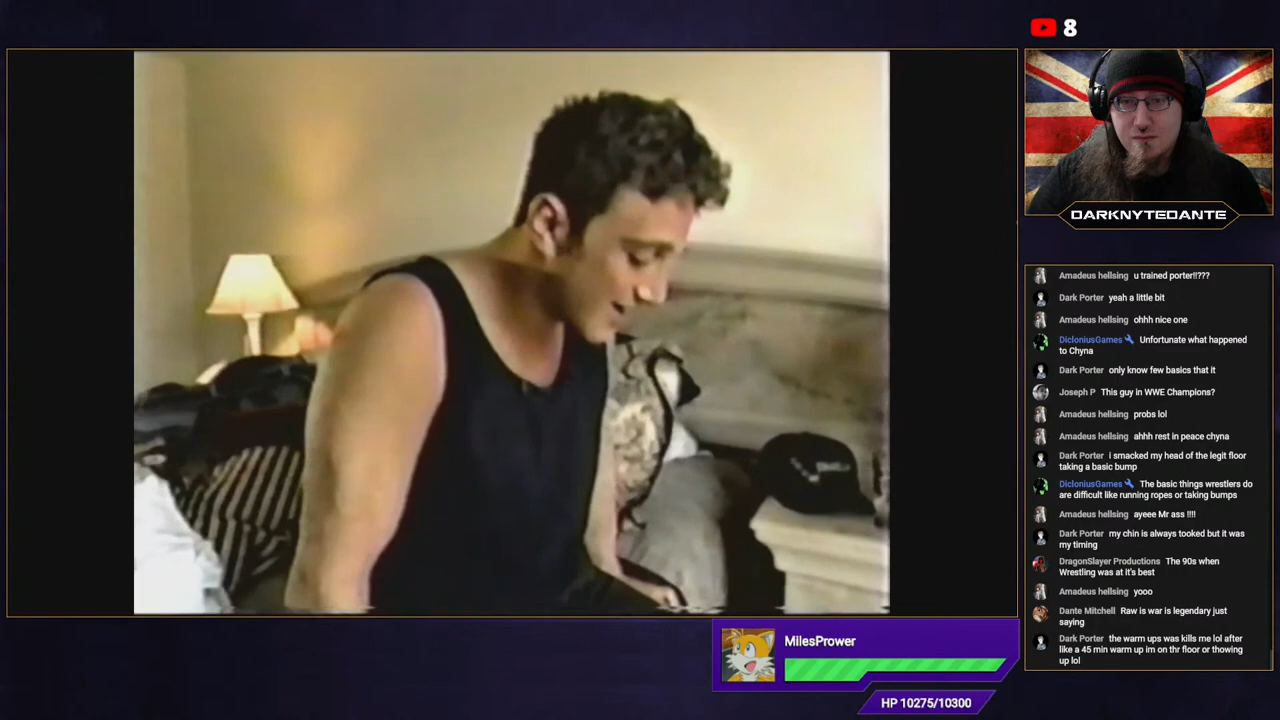 8
DARKNYTEDANTE
Amadeus hellsing u trained porter!!???
Dark Porter yeah a little bit
Amadeus hellsing ohhh nice one
DicloniusGames Unfortunate what happened
to Chyna
Dark Porter only know few basics that it
Joseph P This guy in WWE Champions?
Amadeus hellsing probs lol
Amadeus hellsing ahhh rest in peace chyna
Dark Porter i smacked my head of the legit floor
taking a basic bump
DicloniusGames The basic things wrestlers do
are difficult like running ropes or taking bumps
Amadeus hellsing ayeee Mr ass !!!!
Dark Porter my chin is always tooked but it was
my timing
DragonSlayer Productions The 90s when
Wrestling was at it's best
Amadeus hellsing yooo
Dante Mitchell Raw is war is legendary just
saying
Dark Porter the warm ups was kills me lol after
like a 45 min warm up im on thr floor or thowing
up lol
MilesPrower
HP 10275/10300